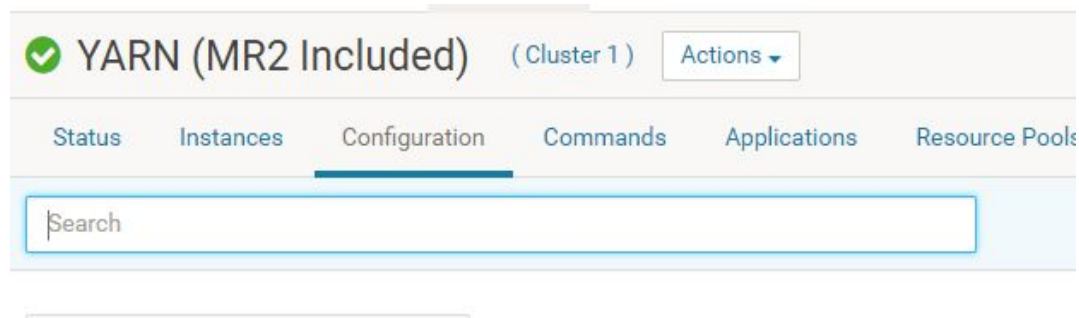 YARN (MR2 Included) ( Cluster 1 ) Actions
Status Instances Configuration Commands Applications Resource Pools
Search